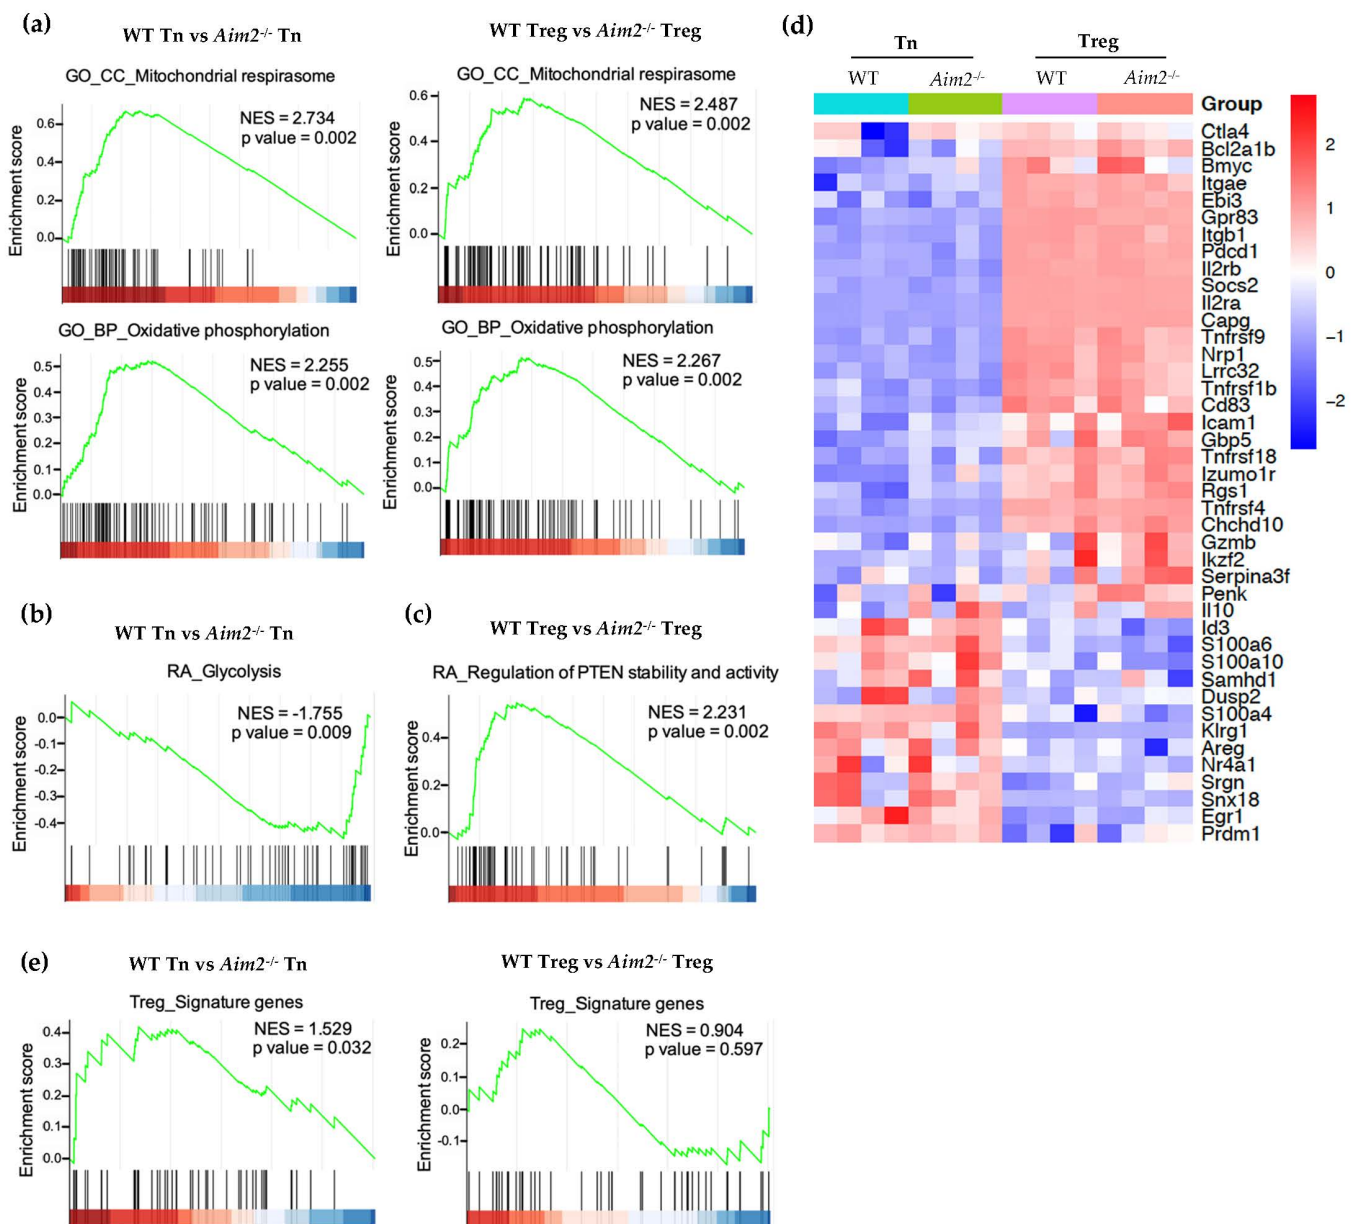 (a)
WT Tn vs Aim2-/- Tn
WT Treg vs Aim2-/- Treg
GO_CC_Mitochondrial respirasome
NES = 2.734
p value = 0.002
Enrichment score
0.6
0.4
0.2
0.0
GO_CC_Mitochondrial respirasome
NES = 2.487
p value = 0.002
Enrichment score
0.6
0.4
0.2
0.0
GO_BP_Oxidative phosphorylation
NES = 2.255
p value = 0.002
Enrichment score
0.5
0.4
0.3
0.2
0.1
0.0
GO_BP_Oxidative phosphorylation
NES = 2.267
p value = 0.002
Enrichment score
0.5
0.4
0.3
0.2
0.1
0.0
(b)
WT Tn vs Aim2-/- Tn
RA_Glycolysis
NES = -1.755
p value = 0.009
Enrichment score
0.0
-0.1
-0.2
-0.3
-0.4
(c)
WT Treg vs Aim2-/- Treg
RA_Regulation of PTEN stability and activity
NES = 2.231
p value = 0.002
Enrichment score
0.4
0.2
0.0
(d)
Tn
Treg
WT
Aim2-/-
WT
Aim2-/-
Group
Ctla4
Bcl2a1b
Bmyc
Itgae
Ebi3
Gpr83
Itgb1
Pdcd1
Il2rb
Socs2
Il2ra
Capg
Tnfrsf9
Nrp1
Lrrc32
Tnfrsf1b
Cd83
Icam1
Gbp5
Tnfrsf18
Izumo1r
Rgs1
Tnfrsf4
Chchd10
Gzmb
Ikzf2
Serpina3f
Penk
Il10
Id3
S100a6
S100a10
Samhd1
Dusp2
S100a4
Klrg1
Areg
Nr4a1
Srgn
Snx18
Egr1
Prdm1
2
1
0
−1
−2
(e)
WT Tn vs Aim2-/- Tn
Treg_Signature genes
NES = 1.529
p value = 0.032
Enrichment score
0.4
0.3
0.2
0.1
0.0
WT Treg vs Aim2-/- Treg
Treg_Signature genes
NES = 0.904
p value = 0.597
Enrichment score
0.2
0.1
0.0
-0.1